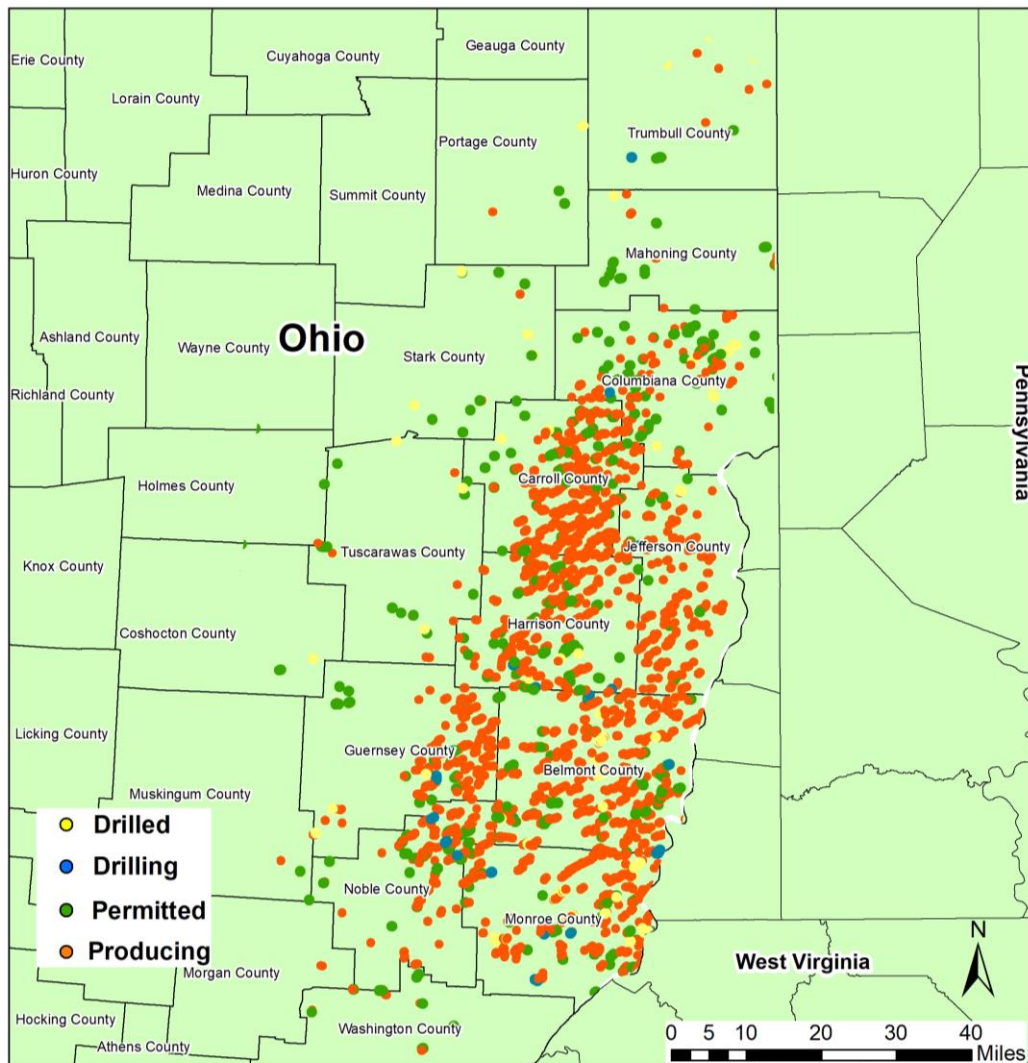 Geauga County
Cuyahoga County
Erie County
Lorain County
Trumbull County
Portage County
Huron County
Medina County
Summit County
Mahoning County
Ohio
Ashland County
Wayne County
Stark County
Columbiana County
Richland County
Pennsylvania
Carroll County
Holmes County
Jefferson County
Tuscarawas County
Knox County
Harrison County
Coshocton County
Licking County
Guernsey County
Belmont County
Muskingum County
Drilled
Drilling
Permitted
Producing
Noble County
Monroe County
N
West Virginia
Morgan County
Hocking County
Washington County
Athens County
0 5 10 20 30 40
Miles